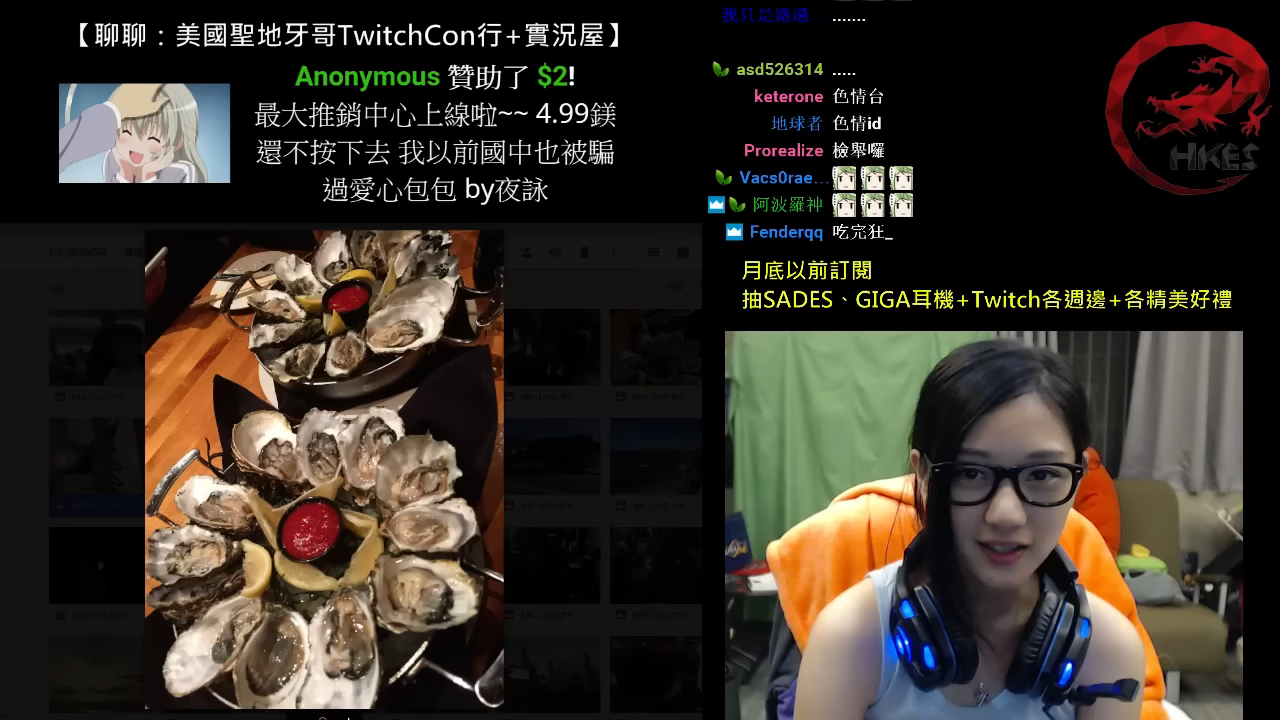 【聊聊：美國聖地牙哥TwitchCon行+實況屋】
Anonymous 贊助了 $2!
最大推銷中心上線啦~~ 4.99鎂
還不按下去 我以前國中也被騙
過愛心包包 by夜詠
我只是路邊... .......
asd526314 .....
keterone 色情台
地球者 色情id
Prorealize 檢舉囉
Vacs0rae...
阿波羅神
Fenderqq 吃完狂_
月底以前訂閱
抽SADES、GIGA耳機+Twitch各週邊+各精美好禮
HKES